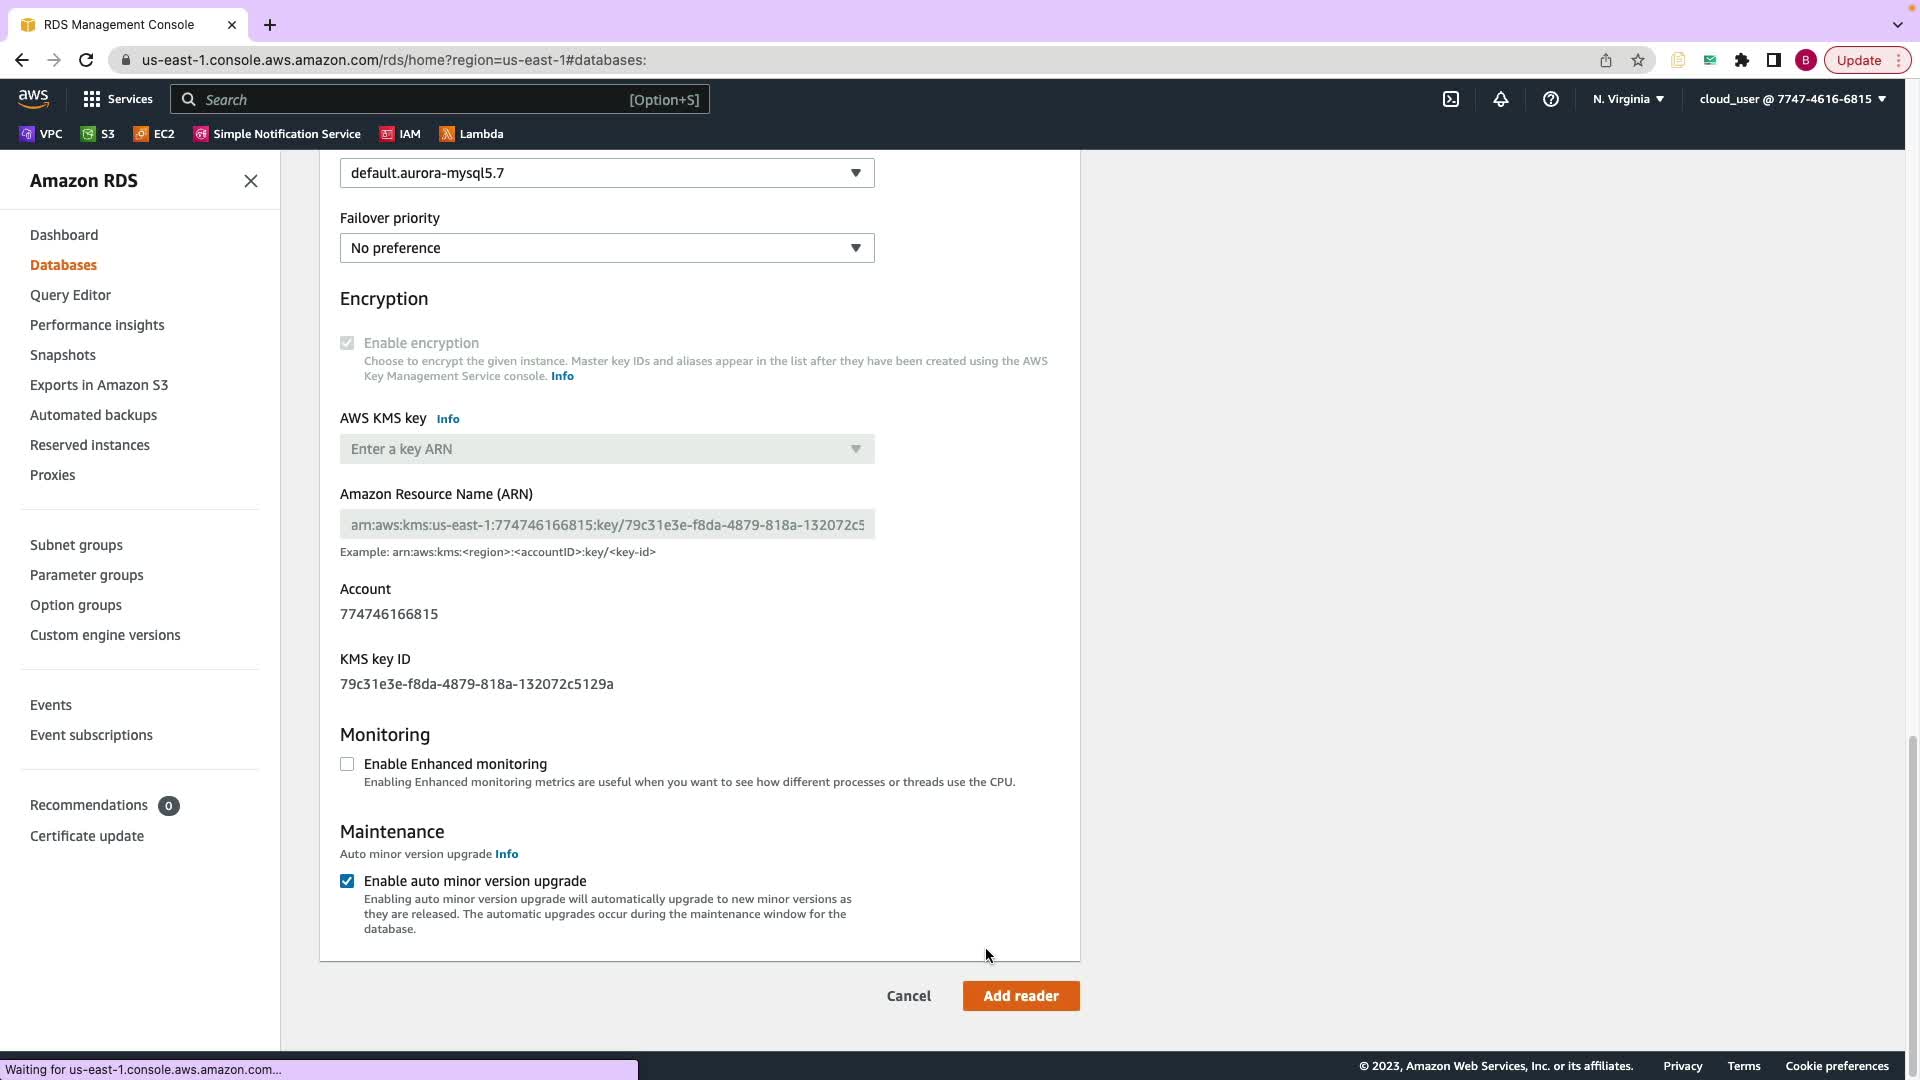 RDS Management Console
us-east-1.console.aws.amazon.com/rds/home?region=us-east-1#databases:
B
Update
aws
Services
Search
[Option+S]
N. Virginia
cloud_user @ 7747-4616-6815
VPC
S3
EC2
Simple Notification Service
IAM
Lambda
Amazon RDS
Dashboard
Databases
Query Editor
Performance insights
Snapshots
Exports in Amazon S3
Automated backups
Reserved instances
Proxies
Subnet groups
Parameter groups
Option groups
Custom engine versions
Events
Event subscriptions
Recommendations 0
Certificate update
default.aurora-mysql5.7
Failover priority
No preference
Encryption
Enable encryption
Choose to encrypt the given instance. Master key IDs and aliases appear in the list after they have been created using the AWS
Key Management Service console. Info
AWS KMS key Info
Enter a key ARN
Amazon Resource Name (ARN)
arn:aws:kms:us-east-1:774746166815:key/79c31e3e-f8da-4879-818a-132072c5
Example: arn:aws:kms:<region>:<accountID>:key/<key-id>
Account
774746166815
KMS key ID
79c31e3e-f8da-4879-818a-132072c5129a
Monitoring
Enable Enhanced monitoring
Enabling Enhanced monitoring metrics are useful when you want to see how different processes or threads use the CPU.
Maintenance
Auto minor version upgrade Info
Enable auto minor version upgrade
Enabling auto minor version upgrade will automatically upgrade to new minor versions as
they are released. The automatic upgrades occur during the maintenance window for the
database.
Cancel
Add reader
Waiting for us-east-1.console.aws.amazon.com...
© 2023, Amazon Web Services, Inc. or its affiliates.
Privacy
Terms
Cookie preferences